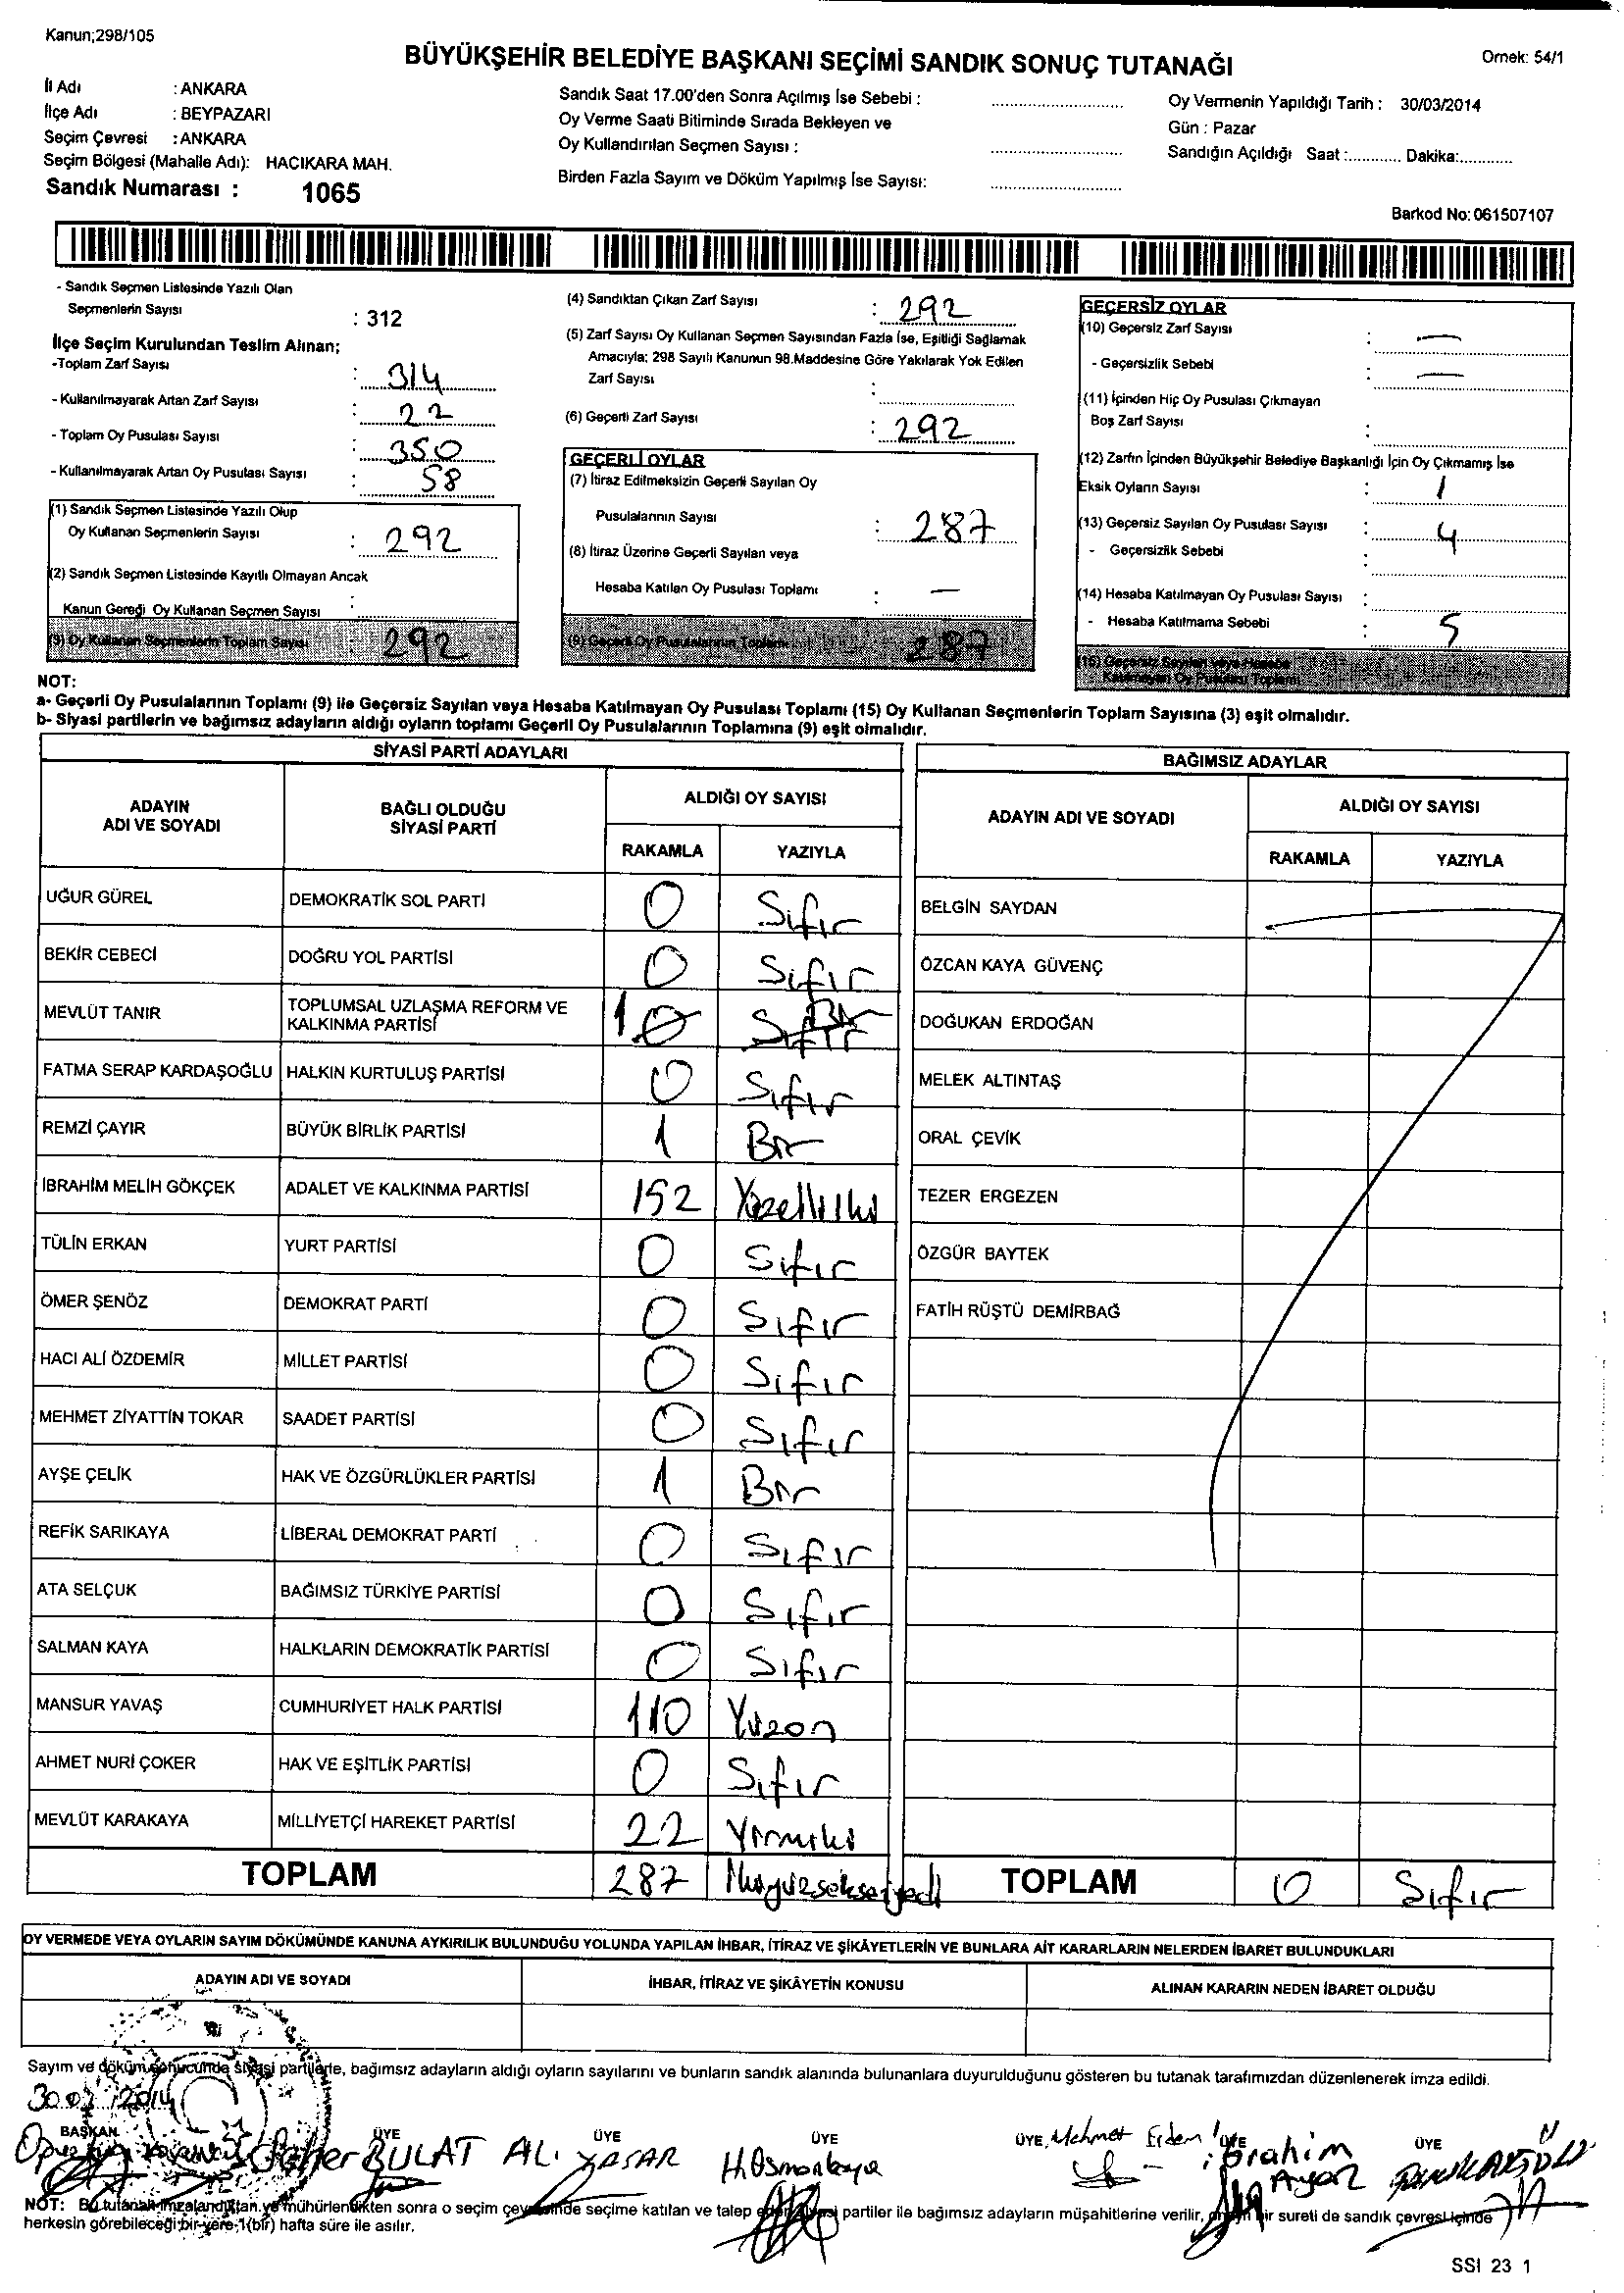 Kanun;298/105
BÜYÜKŞEHİR BELEDİYE BAŞKANI SEÇİMİ SANDIK SONUÇ TUTANAĞI
Ornek: 54/1
İl Adı : ANKARA
İlçe Adı : BEYPAZARI
Seçim Çevresi : ANKARA
Seçim Bölgesi (Mahalle Adı): HACIKARA MAH.
Sandık Numarası : 1065
Sandık Saat 17.00'den Sonra Açılmış İse Sebebi :
Oy Verme Saati Bitiminde Sırada Bekleyen ve
Oy Kullandırılan Seçmen Sayısı :
Birden Fazla Sayım ve Döküm Yapılmış İse Sayısı:
Oy Vermenin Yapıldığı Tarih : 30/03/2014
Gün : Pazar
Sandığın Açıldığı Saat :............ Dakika:............
Barkod No: 061507107
- Sandık Seçmen Listesinde Yazılı Olan
Seçmenlerin Sayısı : 312
İlçe Seçim Kurulundan Teslim Alınan;
-Toplam Zarf Sayısı : 314
- Kullanılmayarak Artan Zarf Sayısı : 22
- Toplam Oy Pusulası Sayısı : 350
- Kullanılmayarak Artan Oy Pusulası Sayısı : 58
(1) Sandık Seçmen Listesinde Yazılı Olup
Oy Kullanan Seçmenlerin Sayısı : 292
(2) Sandık Seçmen Listesinde Kayıtlı Olmayan Ancak
Kanun Gereği Oy Kullanan Seçmen Sayısı :
(3) Oy Kullanan Seçmenlerin Toplam Sayısı : 292
(4) Sandıktan Çıkan Zarf Sayısı : 292
(5) Zarf Sayısı Oy Kullanan Seçmen Sayısından Fazla İse, Eşitliği Sağlamak
Amacıyla; 298 Sayılı Kanunun 98.Maddesine Göre Yakılarak Yok Edilen
Zarf Sayısı :
(6) Geçerli Zarf Sayısı : 292
GEÇERLİ OYLAR
(7) İtiraz Edilmeksizin Geçerli Sayılan Oy
Pusulalarının Sayısı : 287
(8) İtiraz Üzerine Geçerli Sayılan veya
Hesaba Katılan Oy Pusulası Toplamı : —
(9) Geçerli Oy Pusulalarının Toplamı : 287
GEÇERSİZ OYLAR
(10) Geçersiz Zarf Sayısı : —
- Geçersizlik Sebebi : —
(11) İçinden Hiç Oy Pusulası Çıkmayan
Boş Zarf Sayısı :
(12) Zarfın İçinden Büyükşehir Belediye Başkanlığı İçin Oy Çıkmamış İse
Eksik Oyların Sayısı : 1
(13) Geçersiz Sayılan Oy Pusulası Sayısı : 4
- Geçersizlik Sebebi :
(14) Hesaba Katılmayan Oy Pusulası Sayısı :
- Hesaba Katılmama Sebebi : 5
(15) Geçersiz Sayılan veya Hesaba
Katılmayan Oy Pusulası Toplamı
NOT:
a- Geçerli Oy Pusulalarının Toplamı (9) ile Geçersiz Sayılan veya Hesaba Katılmayan Oy Pusulası Toplamı (15) Oy Kullanan Seçmenlerin Toplam Sayısına (3) eşit olmalıdır.
b- Siyasi partilerin ve bağımsız adayların aldığı oyların toplamı Geçerli Oy Pusulalarının Toplamına (9) eşit olmalıdır.
SİYASİ PARTİ ADAYLARI
ADAYIN ADI VE SOYADI BAĞLI OLDUĞU SİYASİ PARTİ ALDIĞI OY SAYISI
RAKAMLA YAZIYLA
UĞUR GÜREL DEMOKRATİK SOL PARTİ 0 Sıfır
BEKİR CEBECİ DOĞRU YOL PARTİSİ 0 Sıfır
MEVLÜT TANIR TOPLUMSAL UZLAŞMA REFORM VE KALKINMA PARTİSİ 1 0 Sıfır Bir
FATMA SERAP KARDAŞOĞLU HALKIN KURTULUŞ PARTİSİ 0 Sıfır
REMZİ ÇAYIR BÜYÜK BİRLİK PARTİSİ 1 Bir
İBRAHİM MELİH GÖKÇEK ADALET VE KALKINMA PARTİSİ 152 Yüzelliiki
TÜLİN ERKAN YURT PARTİSİ 0 Sıfır
ÖMER ŞENÖZ DEMOKRAT PARTİ 0 Sıfır
HACI ALİ ÖZDEMİR MİLLET PARTİSİ 0 Sıfır
MEHMET ZİYATTİN TOKAR SAADET PARTİSİ 0 Sıfır
AYŞE ÇELİK HAK VE ÖZGÜRLÜKLER PARTİSİ 1 Bir
REFİK SARIKAYA LİBERAL DEMOKRAT PARTİ 0 Sıfır
ATA SELÇUK BAĞIMSIZ TÜRKİYE PARTİSİ 0 Sıfır
SALMAN KAYA HALKLARIN DEMOKRATİK PARTİSİ 0 Sıfır
MANSUR YAVAŞ CUMHURİYET HALK PARTİSİ 110 Yüzon
AHMET NURİ ÇOKER HAK VE EŞİTLİK PARTİSİ 0 Sıfır
MEVLÜT KARAKAYA MİLLİYETÇİ HAREKET PARTİSİ 22 Yirmiiki
TOPLAM 287 İkiyüzseksenyedi
BAĞIMSIZ ADAYLAR
ADAYIN ADI VE SOYADI ALDIĞI OY SAYISI
RAKAMLA YAZIYLA
BELGİN SAYDAN
ÖZCAN KAYA GÜVENÇ
DOĞUKAN ERDOĞAN
MELEK ALTINTAŞ
ORAL ÇEVİK
TEZER ERGEZEN
ÖZGÜR BAYTEK
FATİH RÜŞTÜ DEMİRBAĞ
TOPLAM 0 Sıfır
OY VERMEDE VEYA OYLARIN SAYIM DÖKÜMÜNDE KANUNA AYKIRILIK BULUNDUĞU YOLUNDA YAPILAN İHBAR, İTİRAZ VE ŞİKÂYETLERİN VE BUNLARA AİT KARARLARIN NELERDEN İBARET BULUNDUKLARI
ADAYIN ADI VE SOYADI İHBAR, İTİRAZ VE ŞİKÂYETİN KONUSU ALINAN KARARIN NEDEN İBARET OLDUĞU
Sayım ve döküm sonucunda siyasi partilerle, bağımsız adayların aldığı oyların sayılarını ve bunların sandık alanında bulunanlara duyurulduğunu gösteren bu tutanak tarafımızdan düzenlenerek imza edildi.
30.03.2014
BAŞKAN ÜYE ÜYE ÜYE ÜYE ÜYE ÜYE
BULAT ALİ YAŞAR H.Osmankaya Mehmet Erdem İbrahim Ayaz
NOT: Bu tutanak imzalandıktan ve mühürlendikten sonra o seçim çevresinde seçime katılan ve talep eden siyasi partiler ile bağımsız adayların müşahitlerine verilir, onaylı bir sureti de sandık çevresi içinde
herkesin görebileceği bir yere 1(bir) hafta süre ile asılır.
SSI 23 1